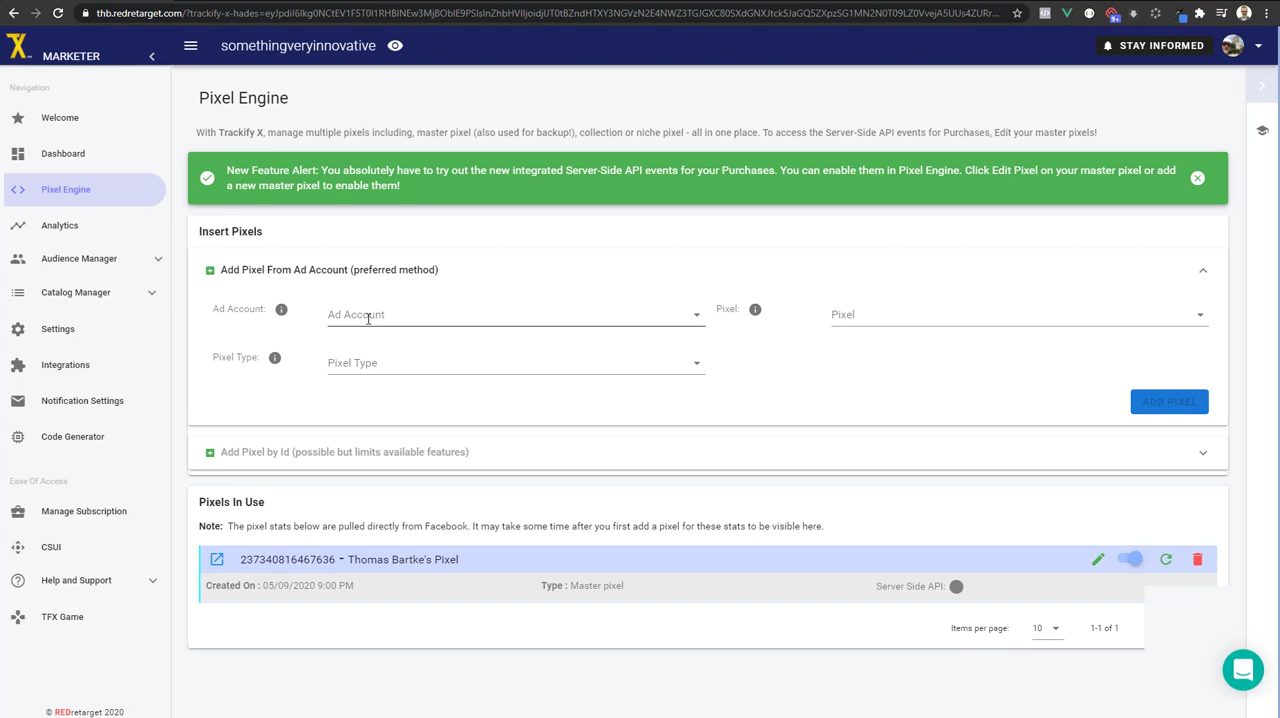 thb.redretarget.com/?trackify-x-hades=
MARKETER
somethingveryinnovative
STAY INFORMED
Navigation
Welcome
Dashboard
Pixel Engine
Analytics
Audience Manager
Catalog Manager
Settings
Integrations
Notification Settings
Code Generator
Ease Of Access
Manage Subscription
CSUI
Help and Support
TFX Game
© REDretarget 2020
Pixel Engine
With Trackify X, manage multiple pixels including, master pixel (also used for backup!), collection or niche pixel - all in one place. To access the Server-Side API events for Purchases, Edit your master pixels!
New Feature Alert: You absolutely have to try out the new integrated Server-Side API events for your Purchases. You can enable them in Pixel Engine. Click Edit Pixel on your master pixel or add
a new master pixel to enable them!
Insert Pixels
Add Pixel From Ad Account (preferred method)
Ad Account: Ad Account Pixel: Pixel
Pixel Type: Pixel Type
ADD PIXEL
Add Pixel by Id (possible but limits available features)
Pixels In Use
Note: The pixel stats below are pulled directly from Facebook. It may take some time after you first add a pixel for these stats to be visible here.
237340816467636 - Thomas Bartke's Pixel
Created On : 05/09/2020 9:00 PM Type : Master pixel Server Side API:
Items per page: 10 1-1 of 1